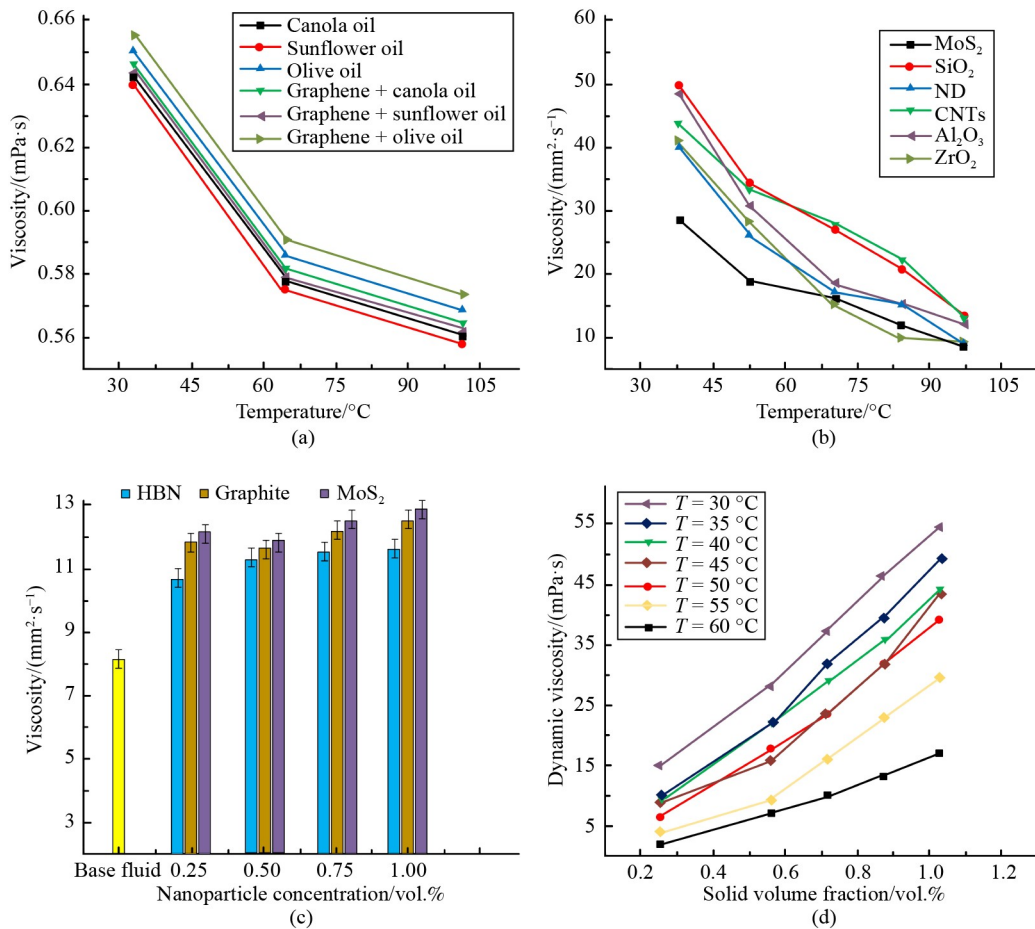 0.66
0.64
0.62
0.60
0.58
0.56
Viscosity/(mPa·s)
Canola oil
Sunflower oil
Olive oil
Graphene + canola oil
Graphene + sunflower oil
Graphene + olive oil
30 45 60 75 90 105
Temperature/°C
(a)
60
50
40
30
20
10
Viscosity/(mm²·s⁻¹)
MoS₂
SiO₂
ND
CNTs
Al₂O₃
ZrO₂
30 45 60 75 90 105
Temperature/°C
(b)
13
11
9
7
5
3
Viscosity/(mm²·s⁻¹)
HBN Graphite MoS₂
Base fluid 0.25 0.50 0.75 1.00
Nanoparticle concentration/vol.%
(c)
55
45
35
25
15
5
Dynamic viscosity/(mPa·s)
T = 30 °C
T = 35 °C
T = 40 °C
T = 45 °C
T = 50 °C
T = 55 °C
T = 60 °C
0.2 0.4 0.6 0.8 1.0 1.2
Solid volume fraction/vol.%
(d)